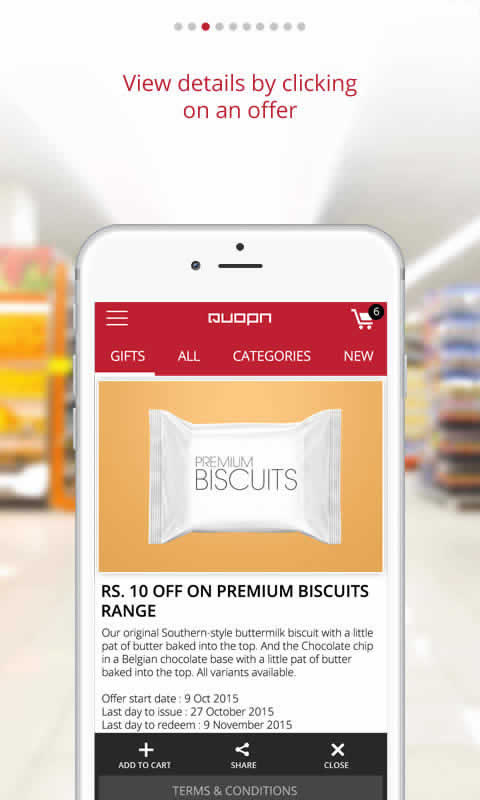 View details by clicking
on an offer
QUOPN
6
GIFTS ALL CATEGORIES NEW
PREMIUM
BISCUITS
RS. 10 OFF ON PREMIUM BISCUITS
RANGE
Our original Southern-style buttermilk biscuit with a little
pat of butter baked into the top. And the Chocolate chip
in a Belgian chocolate base with a little pat of butter
baked into the top. All variants available.
Offer start date : 9 Oct 2015
Last day to issue : 27 October 2015
Last day to redeem : 9 November 2015
ADD TO CART SHARE CLOSE
TERMS & CONDITIONS